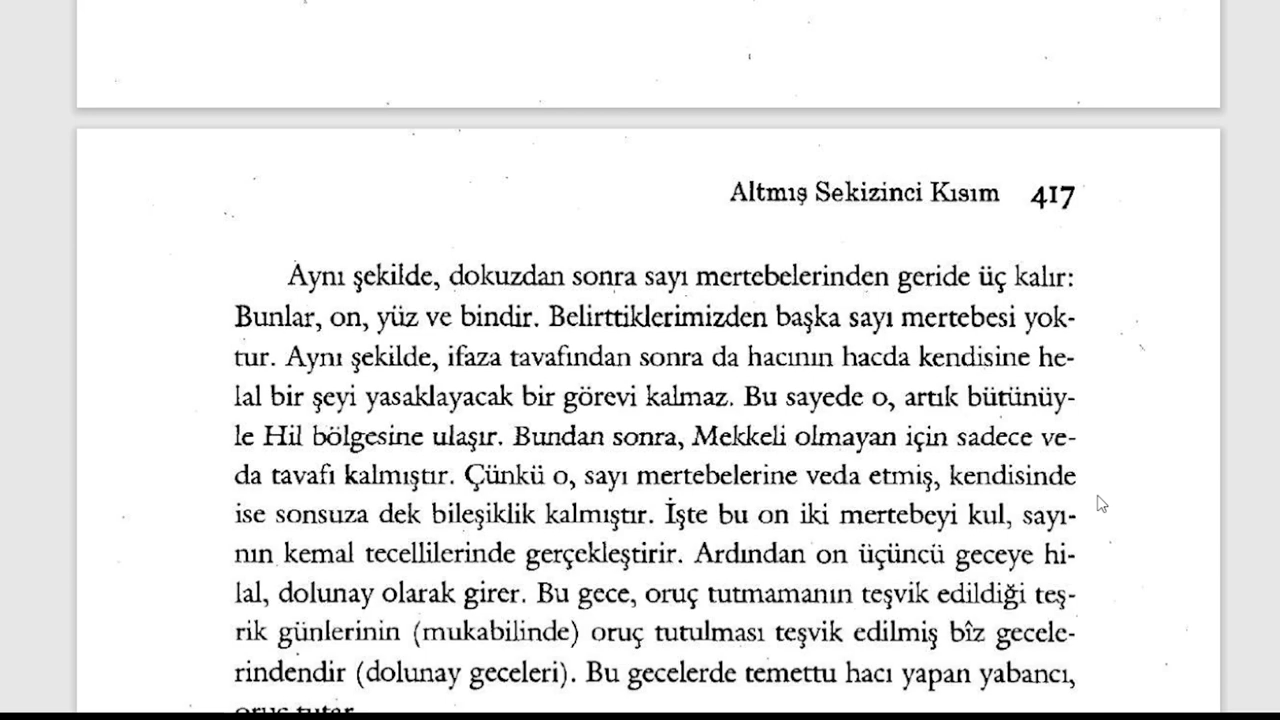 Altmış Sekizinci Kısım 417
Aynı şekilde, dokuzdan sonra sayı mertebelerinden geride üç kalır:
Bunlar, on, yüz ve bindir. Belirttiklerimizden başka sayı mertebesi yok-
tur. Aynı şekilde, ifaza tavafından sonra da hacının hacda kendisine he-
lal bir şeyi yasaklayacak bir görevi kalmaz. Bu sayede o, artık bütünüy-
le Hil bölgesine ulaşır. Bundan sonra, Mekkeli olmayan için sadece ve-
da tavafı kalmıştır. Çünkü o, sayı mertebelerine veda etmiş, kendisinde
ise sonsuza dek bileşiklik kalmıştır. İşte bu on iki mertebeyi kul, sayı-
nın kemal tecellilerinde gerçekleştirir. Ardından on üçüncü geceye hi-
lal, dolunay olarak girer. Bu gece, oruç tutmamanın teşvik edildiği teş-
rik günlerinin (mukabilinde) oruç tutulması teşvik edilmiş bîz gecele-
rindendir (dolunay geceleri). Bu gecelerde temettu hacı yapan yabancı,
oruç tutar